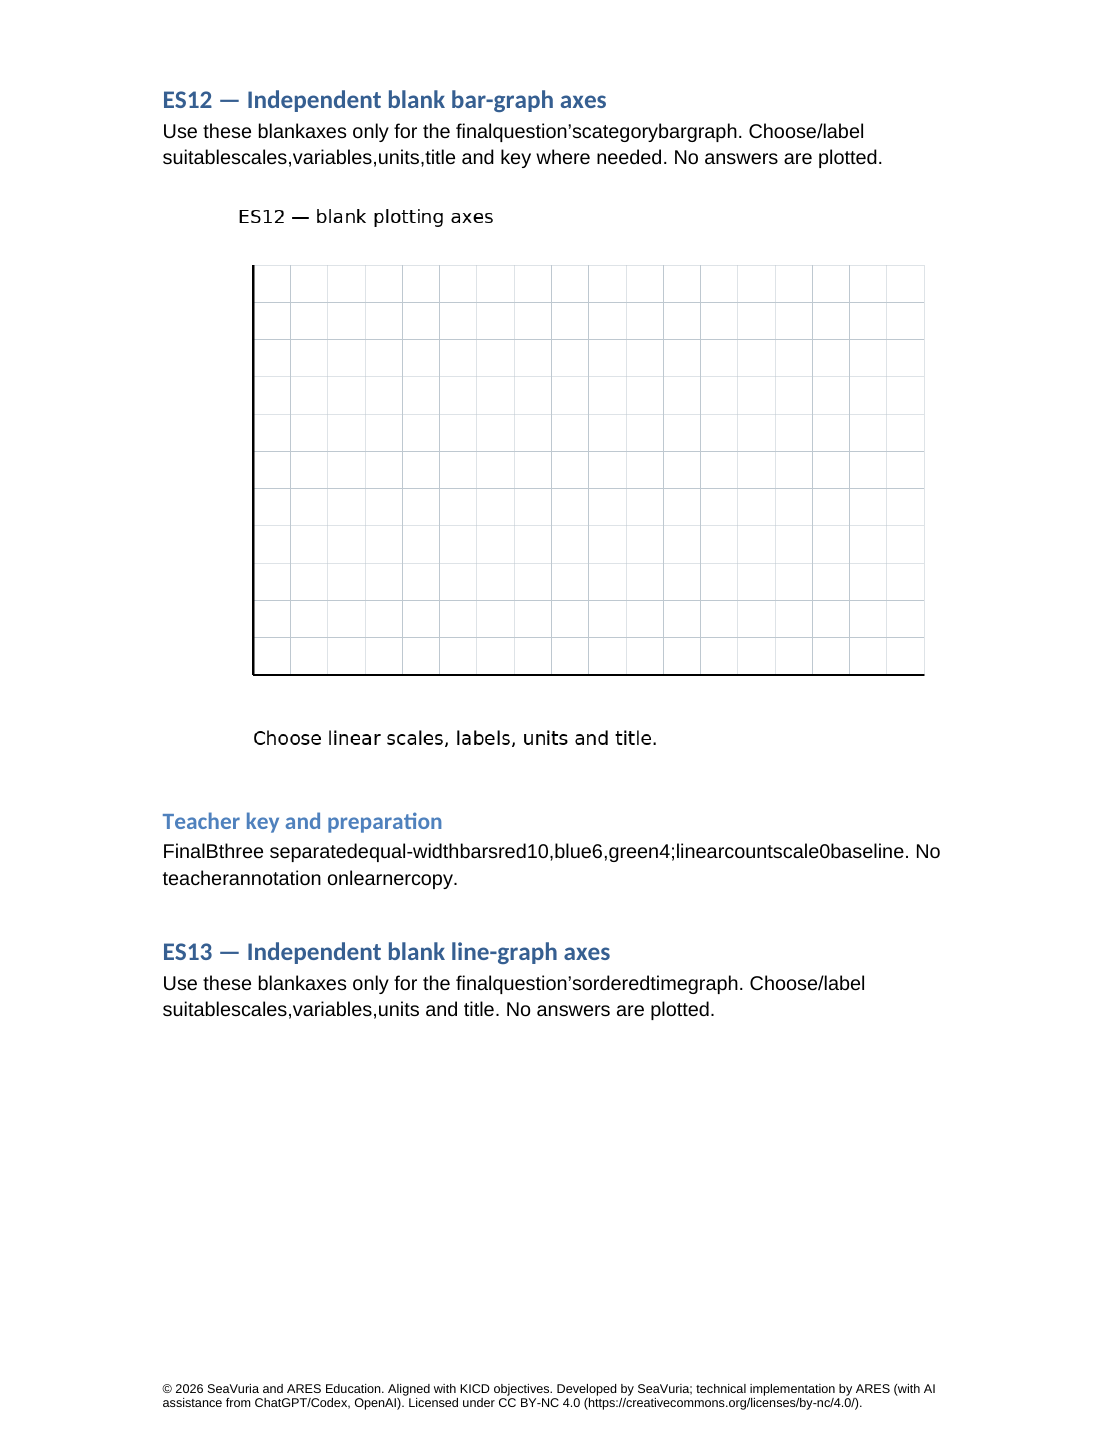 ES12 — Independent blank bar-graph axes
Use these blankaxes only for the finalquestion’scategorybargraph. Choose/label
suitablescales,variables,units,title and key where needed. No answers are plotted.
ES12 — blank plotting axes
Choose linear scales, labels, units and title.
Teacher key and preparation
FinalBthree separatedequal-widthbarsred10,blue6,green4;linearcountscale0baseline. No
teacherannotation onlearnercopy.
ES13 — Independent blank line-graph axes
Use these blankaxes only for the finalquestion’sorderedtimegraph. Choose/label
suitablescales,variables,units and title. No answers are plotted.
© 2026 SeaVuria and ARES Education. Aligned with KICD objectives. Developed by SeaVuria; technical implementation by ARES (with AI
assistance from ChatGPT/Codex, OpenAI). Licensed under CC BY-NC 4.0 (https://creativecommons.org/licenses/by-nc/4.0/).